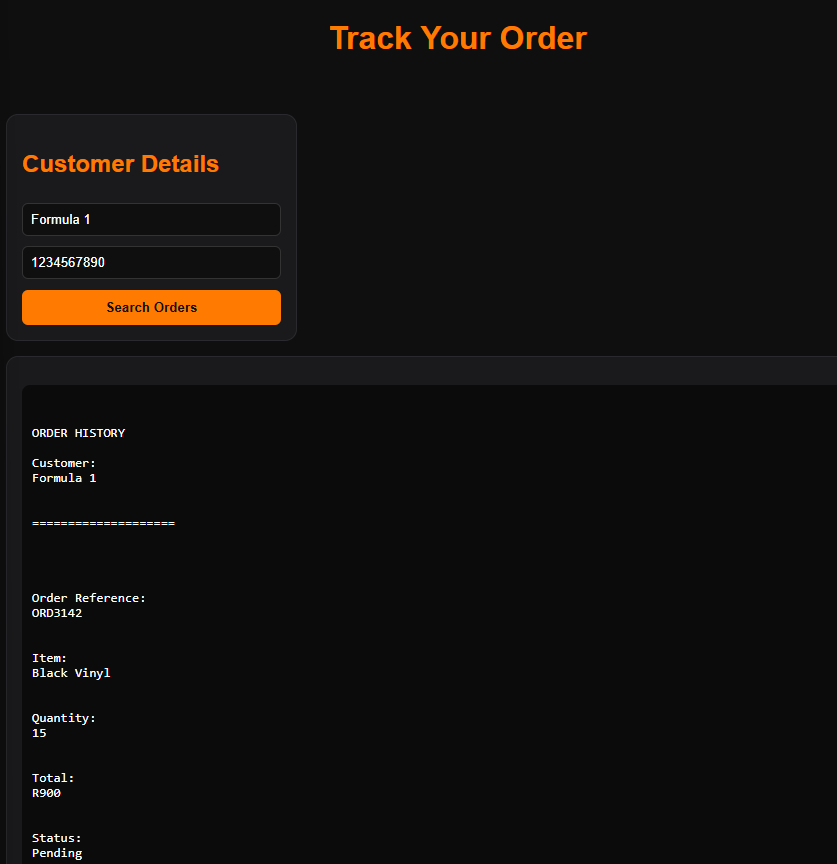 Track Your Order
Customer Details
Formula 1
1234567890
Search Orders
ORDER HISTORY
Customer:
Formula 1
====================
Order Reference:
ORD3142
Item:
Black Vinyl
Quantity:
15
Total:
R900
Status:
Pending